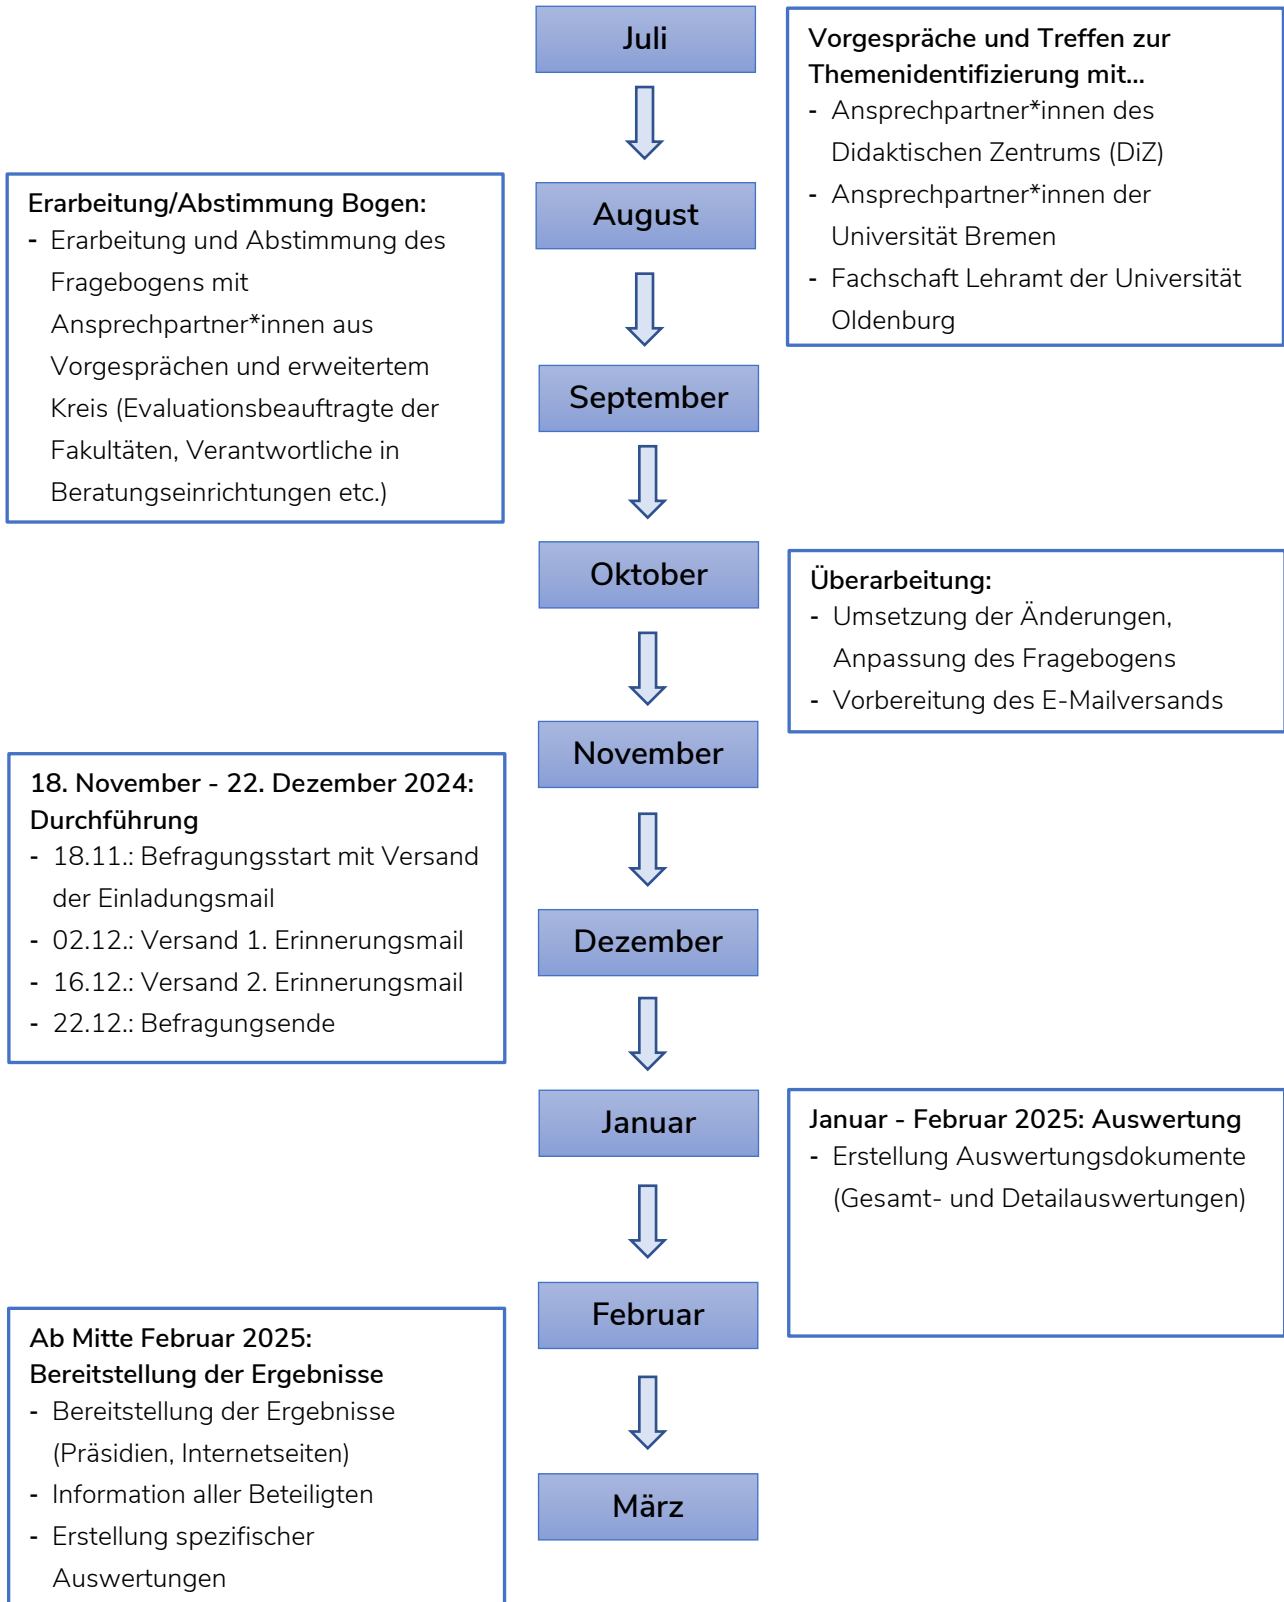 Juli
Vorgespräche und Treffen zur
Themenidentifizierung mit...
- Ansprechpartner*innen des
Didaktischen Zentrums (DiZ)
- Ansprechpartner*innen der
Universität Bremen
- Fachschaft Lehramt der Universität
Oldenburg
August
Erarbeitung/Abstimmung Bogen:
- Erarbeitung und Abstimmung des
Fragebogens mit
Ansprechpartner*innen aus
Vorgesprächen und erweitertem
Kreis (Evaluationsbeauftragte der
Fakultäten, Verantwortliche in
Beratungseinrichtungen etc.)
September
Oktober
Überarbeitung:
- Umsetzung der Änderungen,
Anpassung des Fragebogens
- Vorbereitung des E-Mailversands
November
18. November - 22. Dezember 2024:
Durchführung
- 18.11.: Befragungsstart mit Versand
der Einladungsmail
- 02.12.: Versand 1. Erinnerungsmail
- 16.12.: Versand 2. Erinnerungsmail
- 22.12.: Befragungsende
Dezember
Januar
Januar - Februar 2025: Auswertung
- Erstellung Auswertungsdokumente
(Gesamt- und Detailauswertungen)
Februar
Ab Mitte Februar 2025:
Bereitstellung der Ergebnisse
- Bereitstellung der Ergebnisse
(Präsidien, Internetseiten)
- Information aller Beteiligten
- Erstellung spezifischer
Auswertungen
März